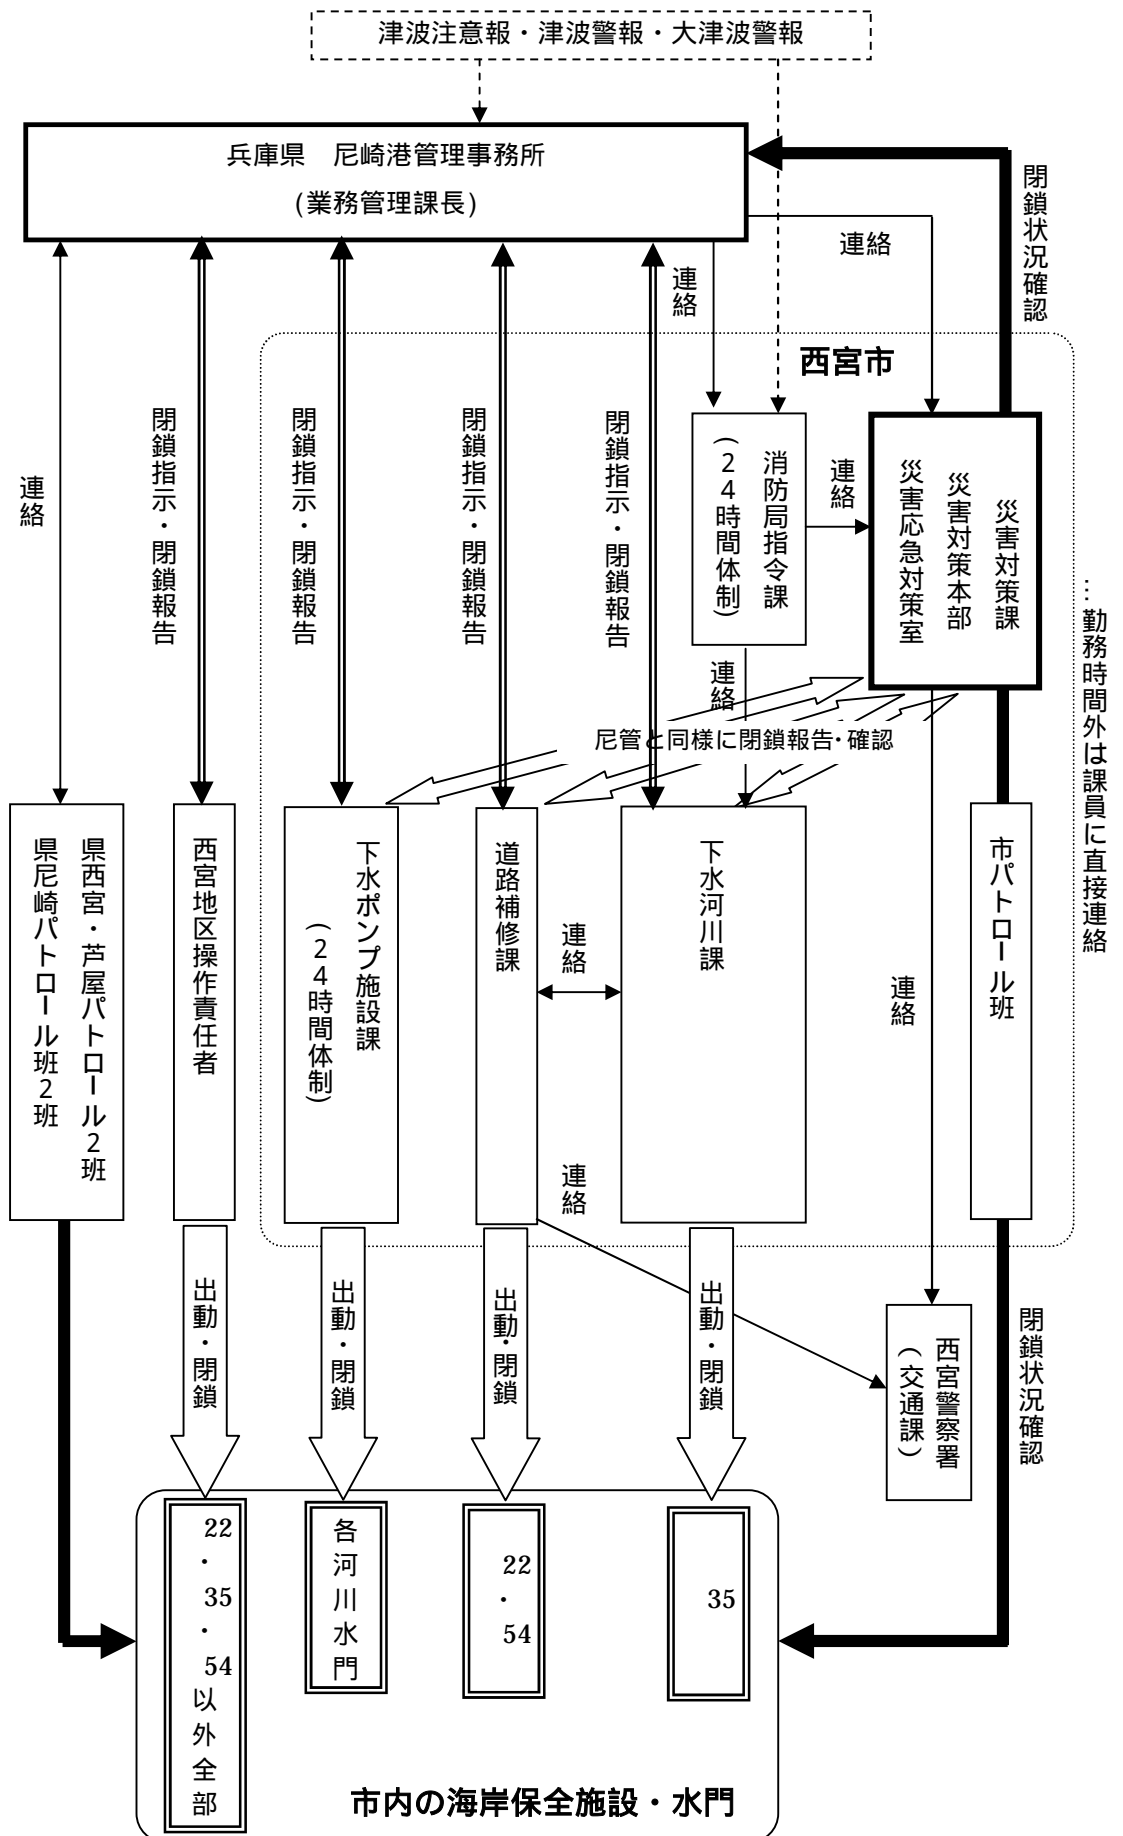 津波注意報・津波警報・大津波警報
兵庫県 尼崎港管理事務所
(業務管理課長)
閉鎖状況確認
連絡
連絡
西宮市
連絡
閉鎖指示・閉鎖報告
閉鎖指示・閉鎖報告
閉鎖指示・閉鎖報告
閉鎖指示・閉鎖報告
消防局指令課
(24時間体制)
連絡
災害対策課
災害対策本部
災害応急対策室
…勤務時間外は課員に直接連絡
連絡
尼管と同様に閉鎖報告・確認
県西宮・芦屋パトロール2班
県尼崎パトロール班2班
西宮地区操作責任者
下水ポンプ施設課
(24時間体制)
道路補修課
連絡
下水河川課
連絡
市パトロール班
連絡
出動・閉鎖
出動・閉鎖
出動・閉鎖
出動・閉鎖
西宮警察署
(交通課)
閉鎖状況確認
22・35・54以外全部
各河川水門
22・54
35
市内の海岸保全施設・水門